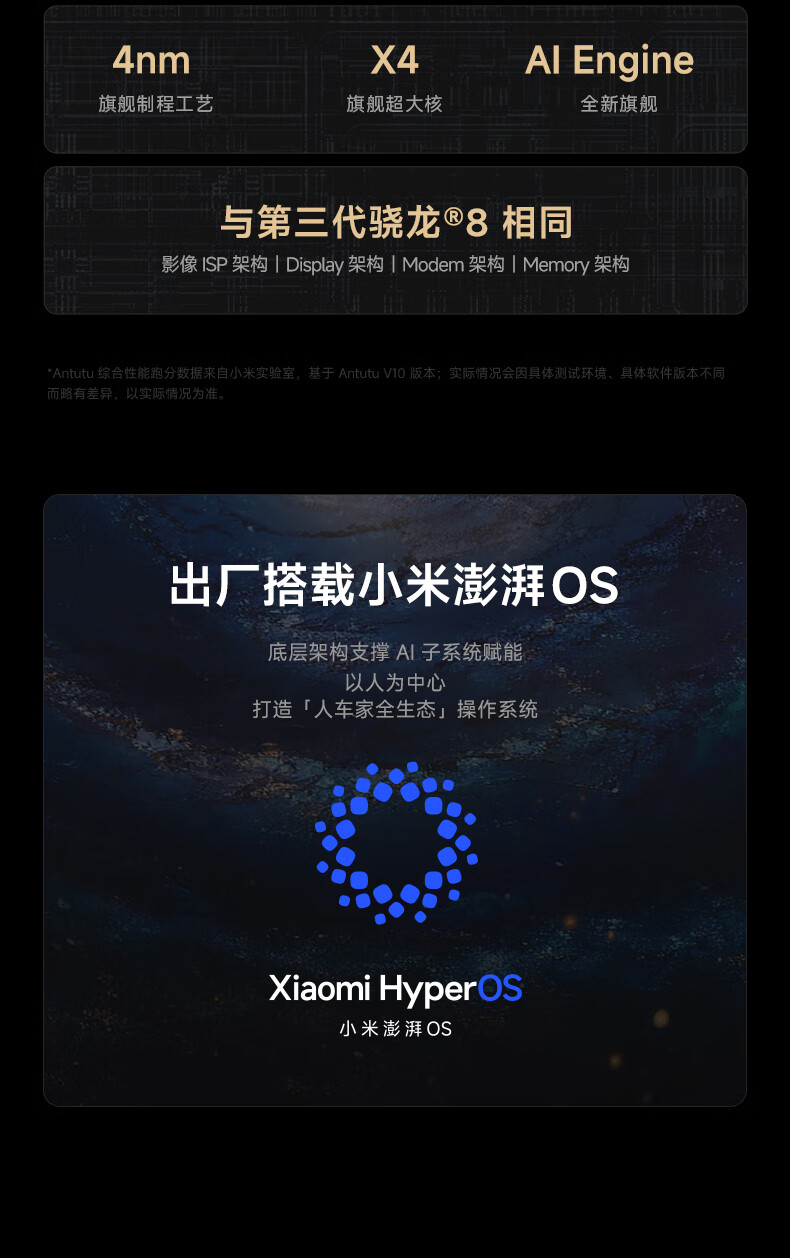 4nm
X4
AI Engine
旗舰制程工艺
旗舰超大核
全新旗舰
与第三代骁龙®8 相同
影像 ISP 架构｜Display 架构｜Modem 架构｜Memory 架构
*Antutu 综合性能跑分数据来自小米实验室，基于 Antutu V10 版本；实际情况会因具体测试环境、具体软件版本不同
而略有差异，以实际情况为准。
出厂搭载小米澎湃OS
底层架构支撑 AI 子系统赋能
以人为中心
打造「人车家全生态」操作系统
Xiaomi HyperOS
小米澎湃OS